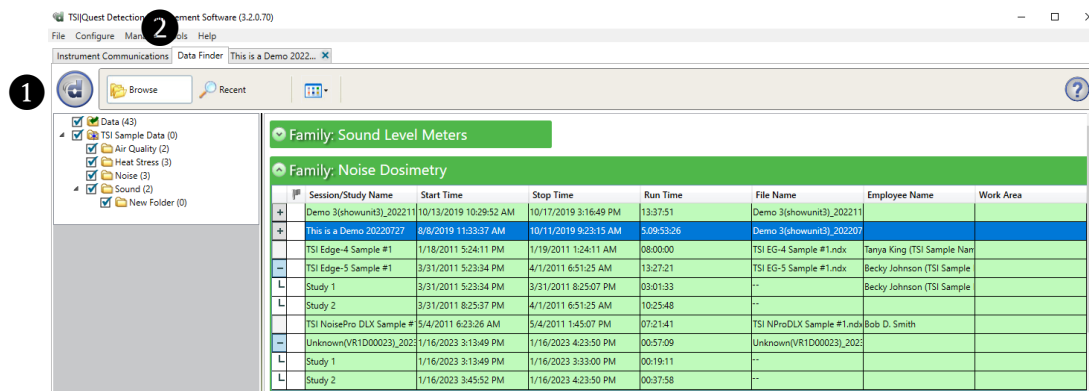 TSI|Quest Detection Management Software (3.2.0.70)
2
File Configure Tools Help
Instrument Communications Data Finder This is a Demo 2022...
1
Browse Recent
Data (43)
TSI Sample Data (0)
Air Quality (2)
Heat Stress (3)
Noise (3)
Sound (2)
New Folder (0)
Family: Sound Level Meters
Family: Noise Dosimetry
Session/Study Name Start Time Stop Time Run Time File Name Employee Name Work Area
Demo 3(showunit3)_202211 10/13/2019 10:29:52 AM 10/17/2019 3:16:49 PM 13:37:51 Demo 3(showunit3)_202211
This is a Demo 20220727 8/8/2019 11:33:37 AM 10/11/2019 9:23:15 AM 5.09:53:26 Demo 3(showunit3)_202207
TSI Edge-4 Sample #1 1/18/2011 5:24:11 PM 1/19/2011 1:24:11 AM 08:00:00 TSI EG-4 Sample #1.ndx Tanya King (TSI Sample Nam
TSI Edge-5 Sample #1 3/31/2011 5:23:34 PM 4/1/2011 6:51:25 AM 13:27:21 TSI EG-5 Sample #1.ndx Becky Johnson (TSI Sample
Study 1 3/31/2011 5:23:34 PM 3/31/2011 8:25:07 PM 03:01:33 -- Becky Johnson (TSI Sample
Study 2 3/31/2011 8:25:37 PM 4/1/2011 6:51:25 AM 10:25:48 --
TSI NoisePro DLX Sample #1 5/4/2011 6:23:26 AM 5/4/2011 1:45:07 PM 07:21:41 TSI NProDLX Sample #1.ndx Bob D. Smith
Unknown(VR1D00023)_2023 1/16/2023 3:13:49 PM 1/16/2023 4:23:50 PM 00:57:09 Unknown(VR1D00023)_2023
Study 1 1/16/2023 3:13:49 PM 1/16/2023 3:33:00 PM 00:19:11 --
Study 2 1/16/2023 3:45:52 PM 1/16/2023 4:23:50 PM 00:37:58 --